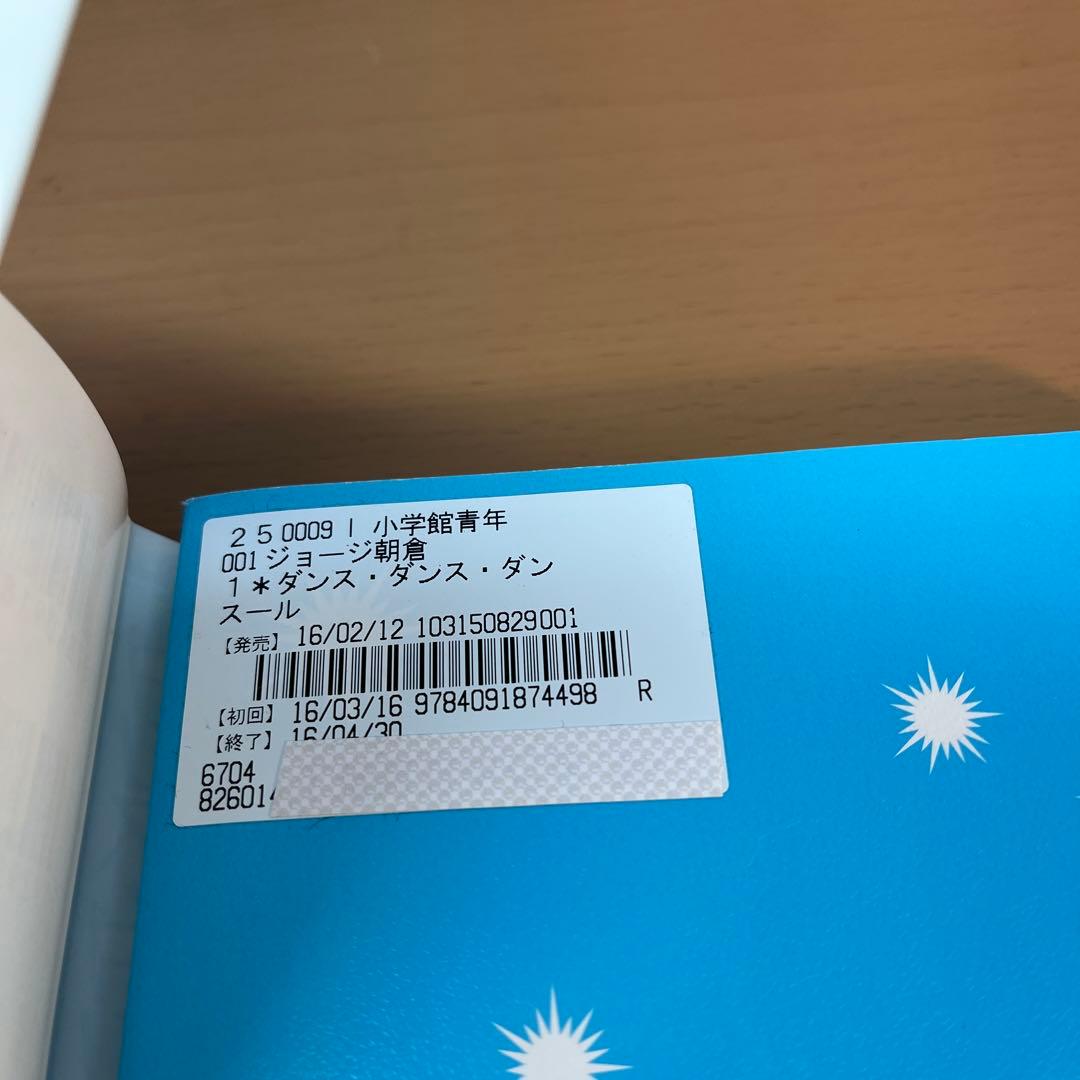 ２５0009｜ 小学館青年
001ジョージ朝倉
１＊ダンス・ダンス・ダン
スール
【発売】 16/02/12 103150829001
【初回】 16/03/16 9784091874498 R
【終了】 16/04/30
6704
826014